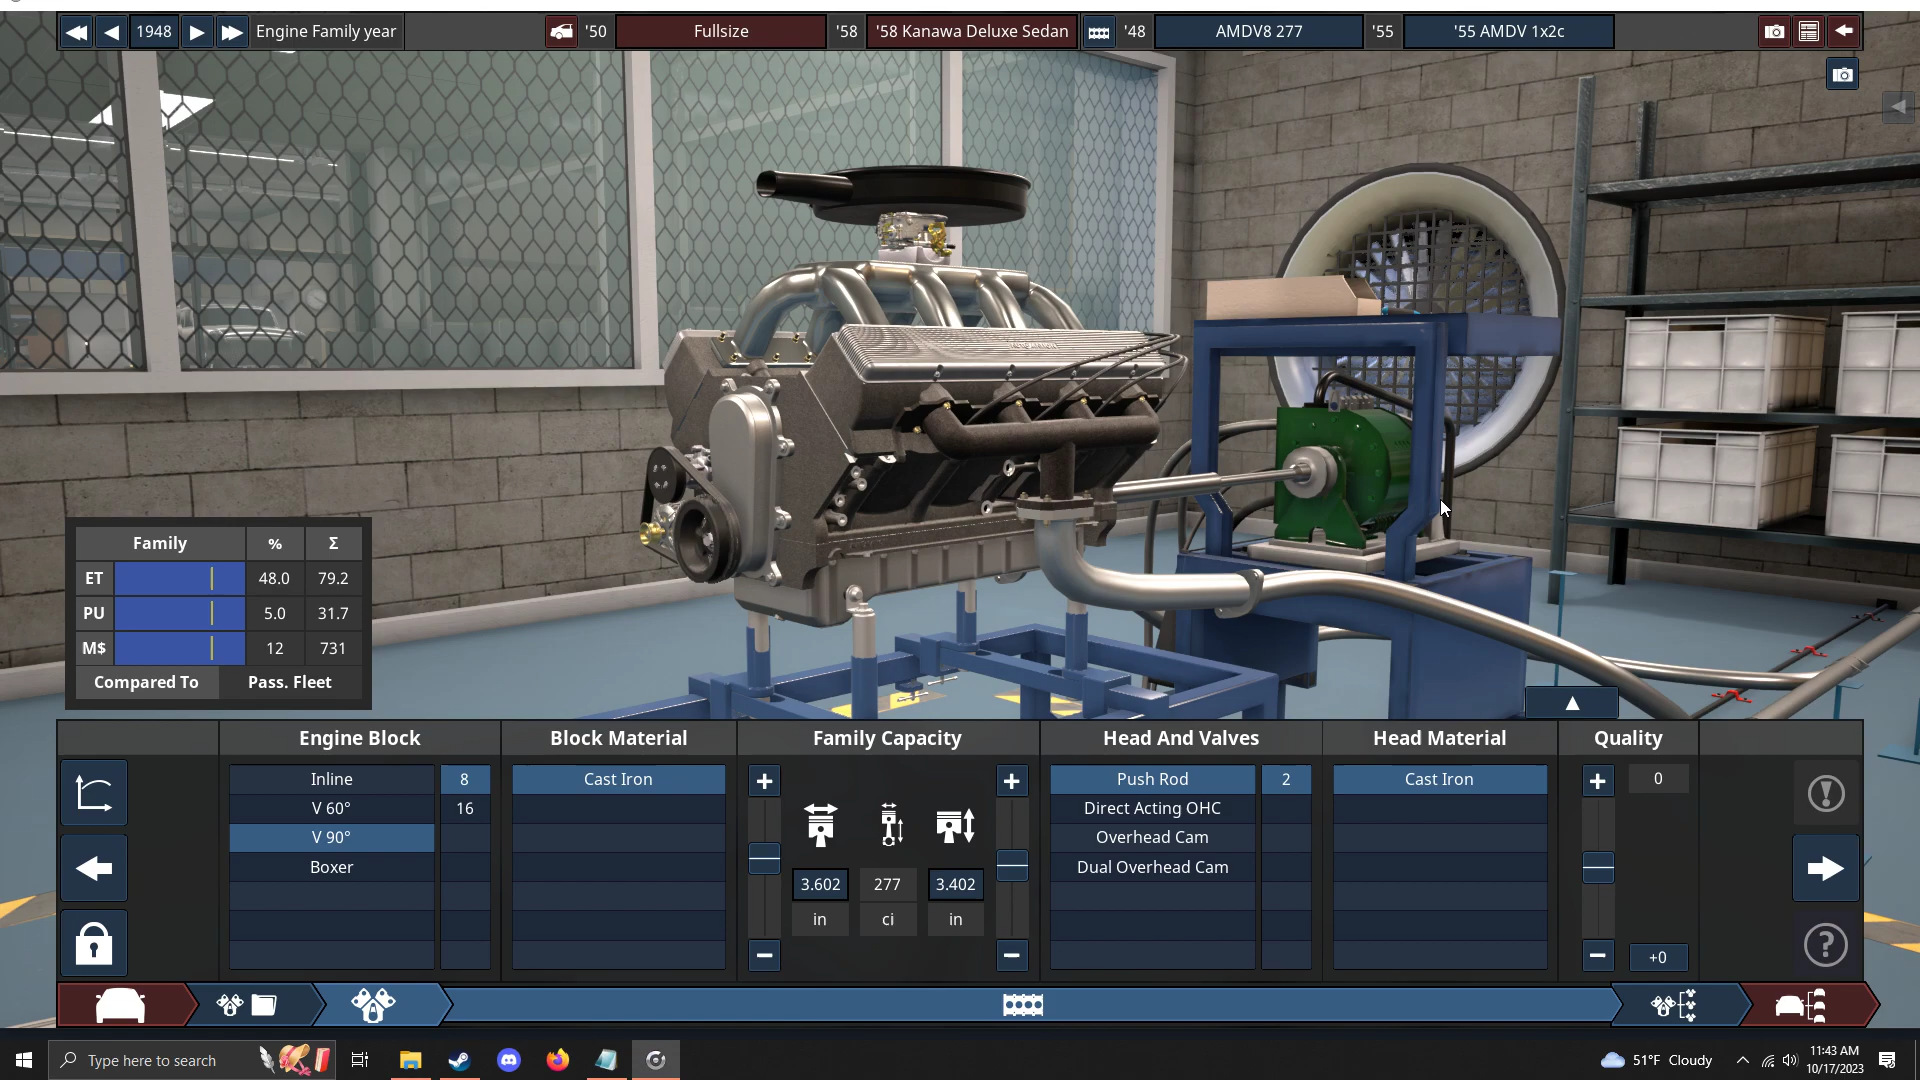 1948 Engine Family year '50 Fullsize '58 '58 Kanawa Deluxe Sedan '48 AMDV8 277 '55 '55 AMDV 1x2c
Family % Σ
ET 48.0 79.2
PU 5.0 31.7
M$ 12 731
Compared To Pass. Fleet
Engine Block
Inline 8
V 60° 16
V 90°
Boxer
Block Material
Cast Iron
Family Capacity
+ +
3.602 277 3.402
in ci in
− −
Head And Valves
Push Rod 2
Direct Acting OHC
Overhead Cam
Dual Overhead Cam
Head Material
Cast Iron
Quality
+ 0
− +0
Type here to search
51°F Cloudy
11:43 AM
10/17/2023